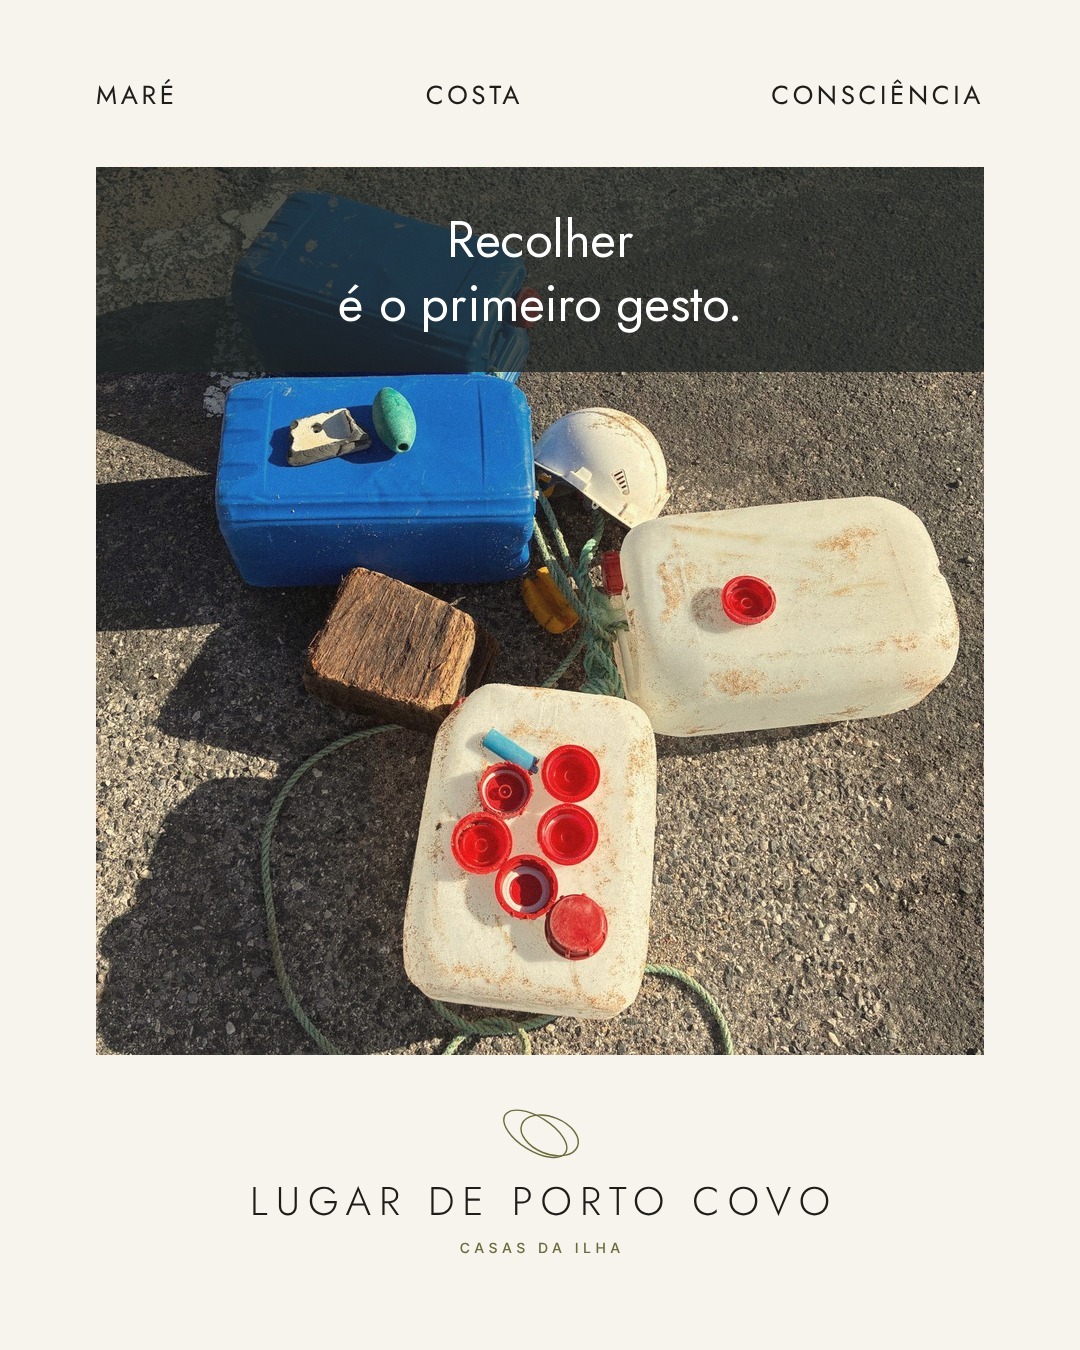 MARÉ COSTA CONSCIÊNCIA
Recolher
é o primeiro gesto.
LUGAR DE PORTO COVO
CASAS DA ILHA